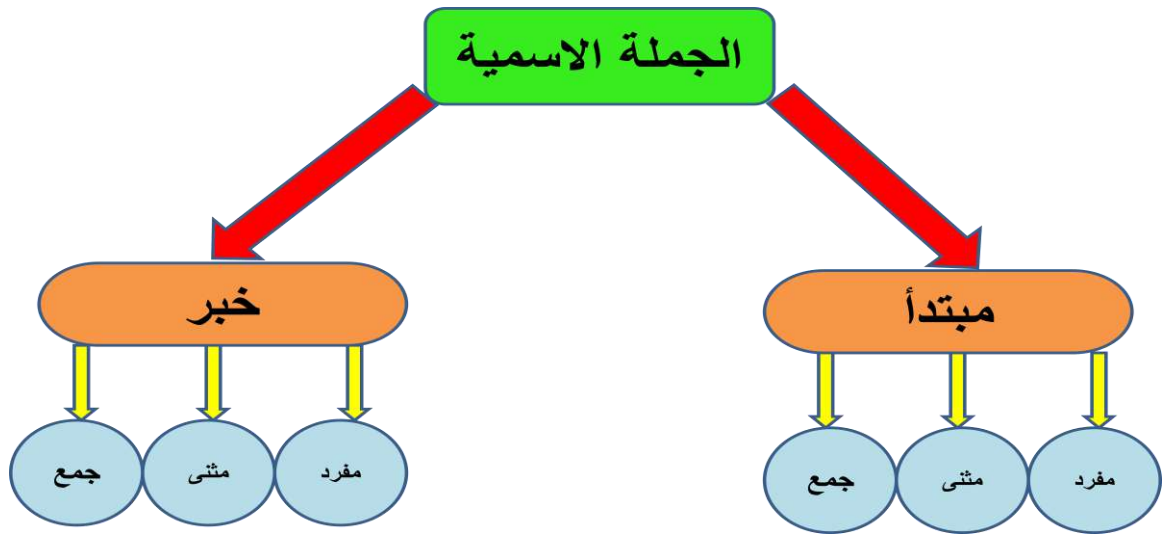 الجملة الاسمية
مبتدأ
خبر
مفرد
مثنى
جمع
مفرد
مثنى
جمع